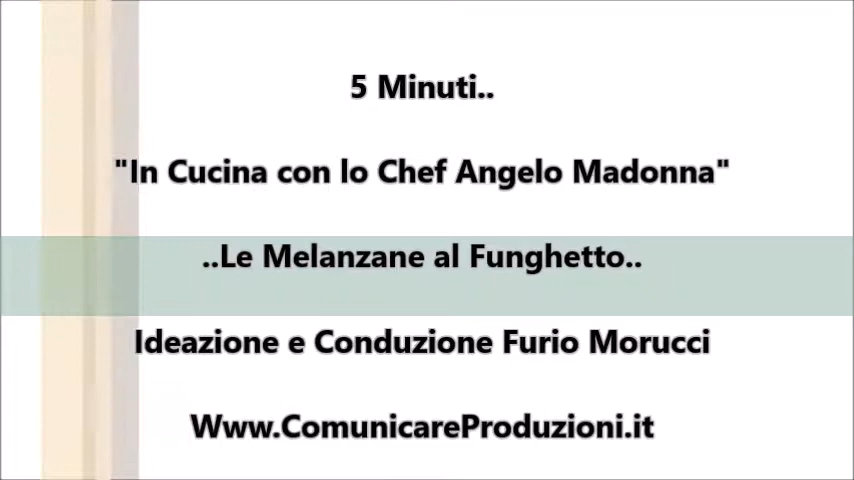 5 Minuti..
"In Cucina con lo Chef Angelo Madonna"
..Le Melanzane al Funghetto..
Ideazione e Conduzione Furio Morucci
Www.ComunicareProduzioni.it